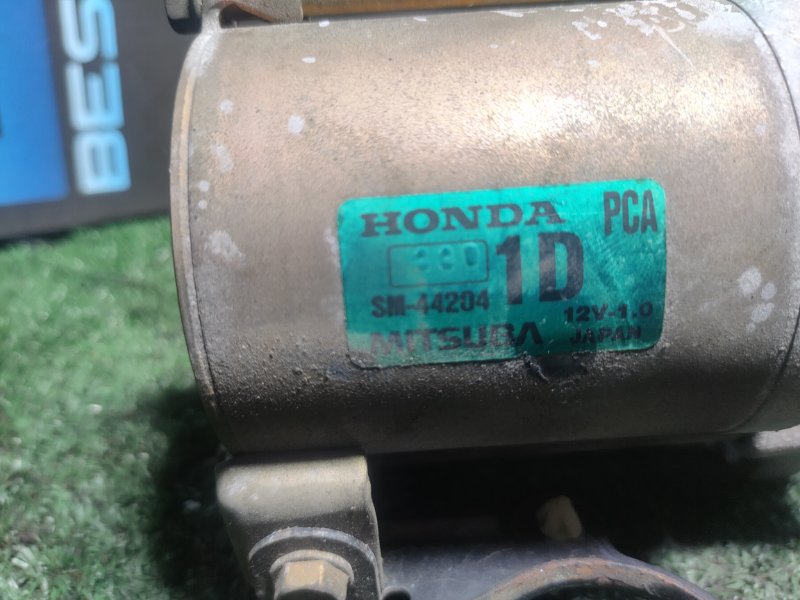 BES
HONDA PCA
1D
SM-44204
12V-1.0
MITSUBA JAPAN